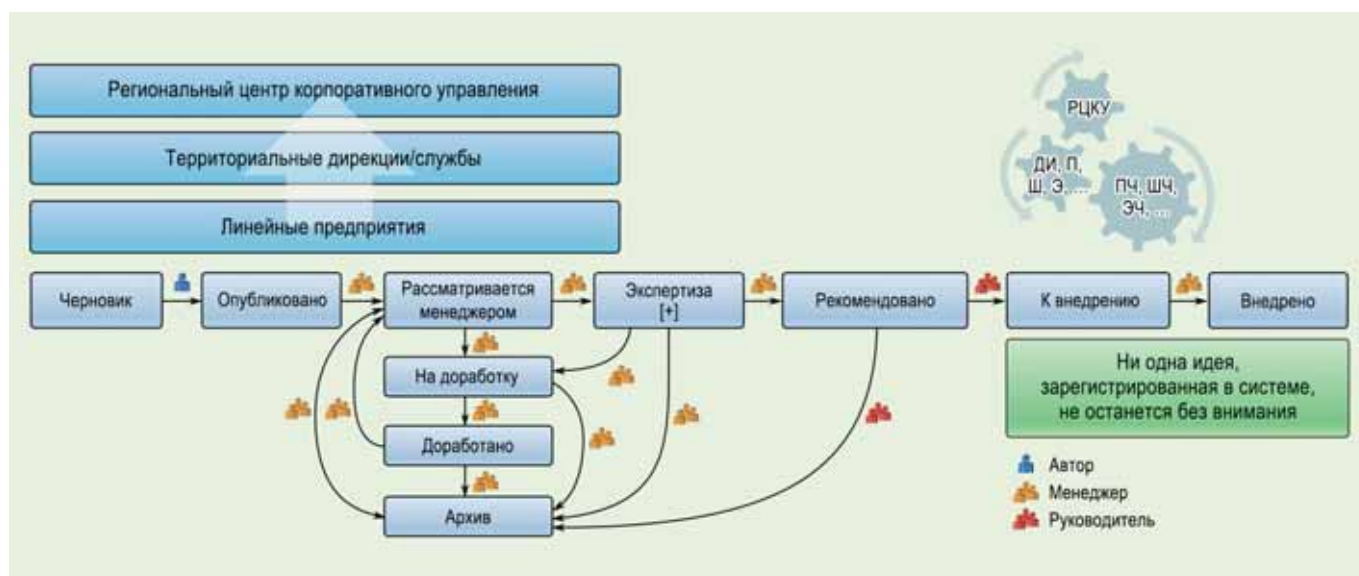 Региональный центр корпоративного управления
Территориальные дирекции/службы
Линейные предприятия
РЦКУ
ДИ, П,
Ш, Э, ...
ПЧ, ШЧ,
ЭЧ, ...
Черновик
Опубликовано
Рассматривается
менеджером
Экспертиза
[+]
Рекомендовано
К внедрению
Внедрено
На доработку
Доработано
Архив
Ни одна идея,
зарегистрированная в системе,
не останется без внимания
Автор
Менеджер
Руководитель